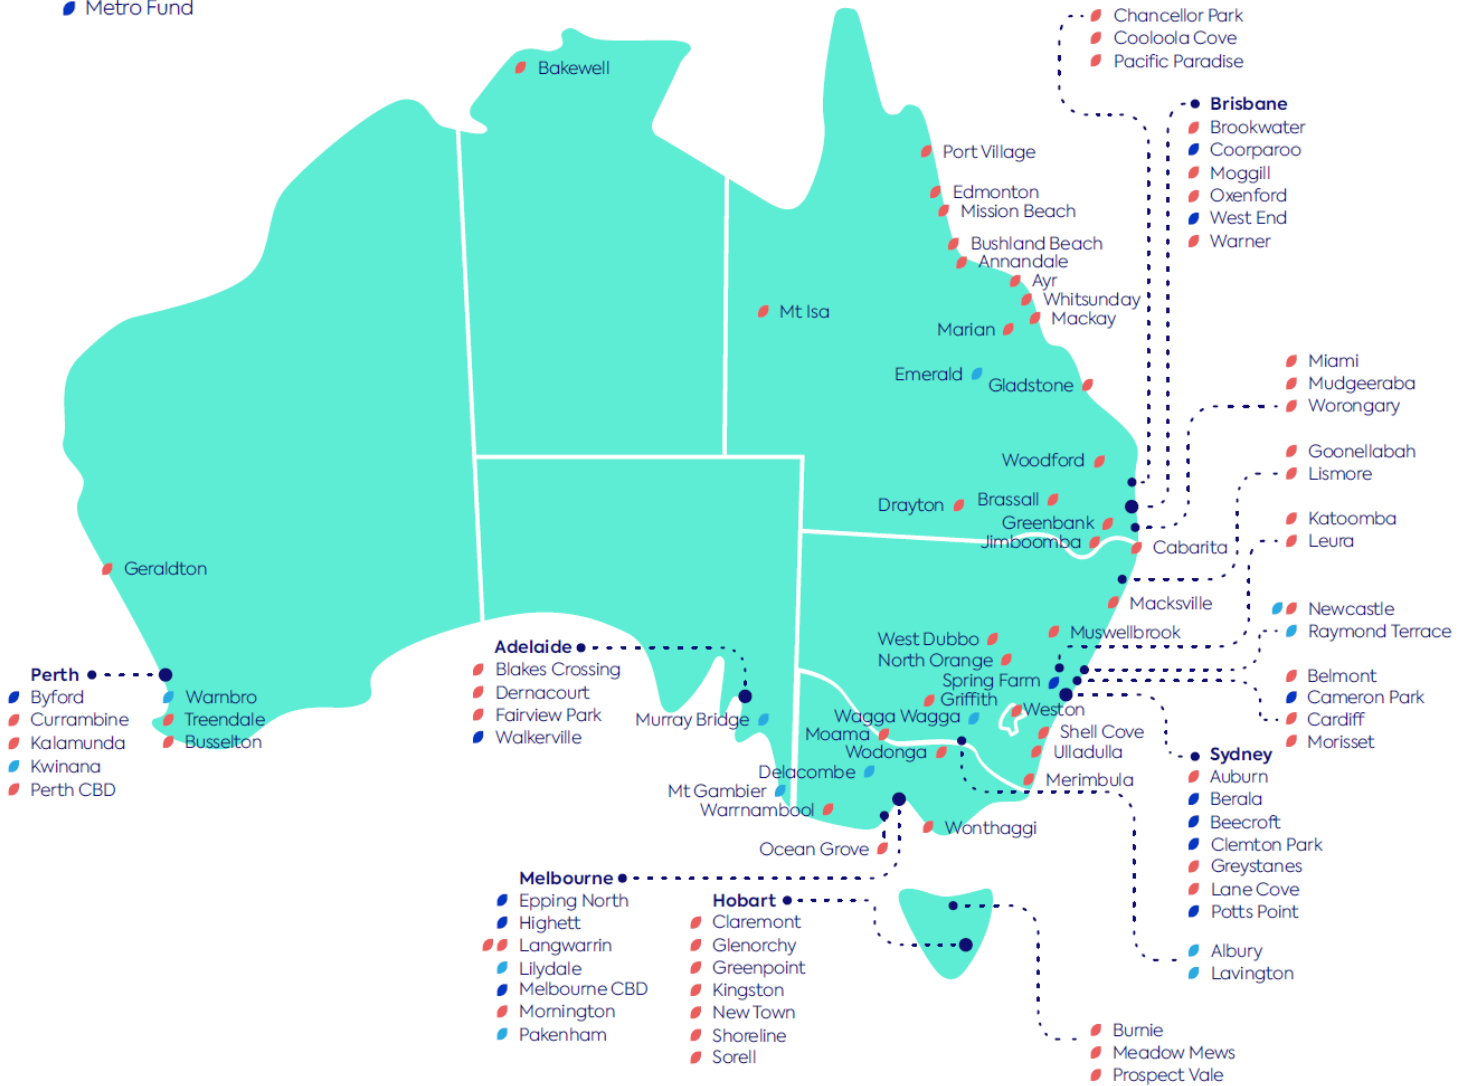 Metro Fund
Chancellor Park
Cooloola Cove
Pacific Paradise
Bakewell
Brisbane
Brookwater
Coorparoo
Moggill
Oxenford
West End
Warner
Port Village
Edmonton
Mission Beach
Bushland Beach
Annandale
Ayr
Whitsunday
Mackay
Mt Isa
Marian
Emerald
Gladstone
Miami
Mudgeeraba
Worongary
Goonellabah
Lismore
Katoomba
Leura
Woodford
Drayton
Brassall
Greenbank
Jimboomba
Cabarita
Geraldton
Macksville
Newcastle
Raymond Terrace
West Dubbo
Muswellbrook
North Orange
Spring Farm
Griffith
Weston
Wagga Wagga
Moama
Wodonga
Shell Cove
Ulladulla
Merimbula
Belmont
Cameron Park
Cardiff
Morisset
Perth
Byford
Currambine
Kalamunda
Kwinana
Perth CBD
Warnbro
Treendale
Busselton
Adelaide
Blakes Crossing
Dernacourt
Fairview Park
Walkerville
Murray Bridge
Delacombe
Mt Gambier
Warrnambool
Wonthaggi
Ocean Grove
Sydney
Auburn
Berala
Beecroft
Clemton Park
Greystanes
Lane Cove
Potts Point
Albury
Lavington
Melbourne
Epping North
Highett
Langwarrin
Lilydale
Melbourne CBD
Mornington
Pakenham
Hobart
Claremont
Glenorchy
Greenpoint
Kingston
New Town
Shoreline
Sorell
Burnie
Meadow Mews
Prospect Vale